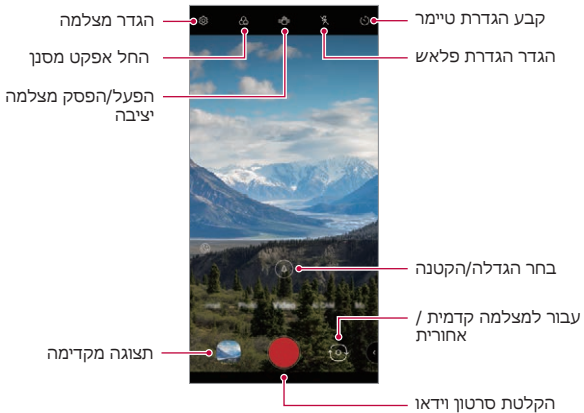 קבע הגדרת טיימר
הגדר הגדרת פלאש
הגדר מצלמה
החל אפקט מסנן
הפעל/הפסק מצלמה
יציבה
בחר הגדלה/הקטנה
עבור למצלמה קדמית /
אחורית
תצוגה מקדימה
הקלטת סרטון וידאו
Video